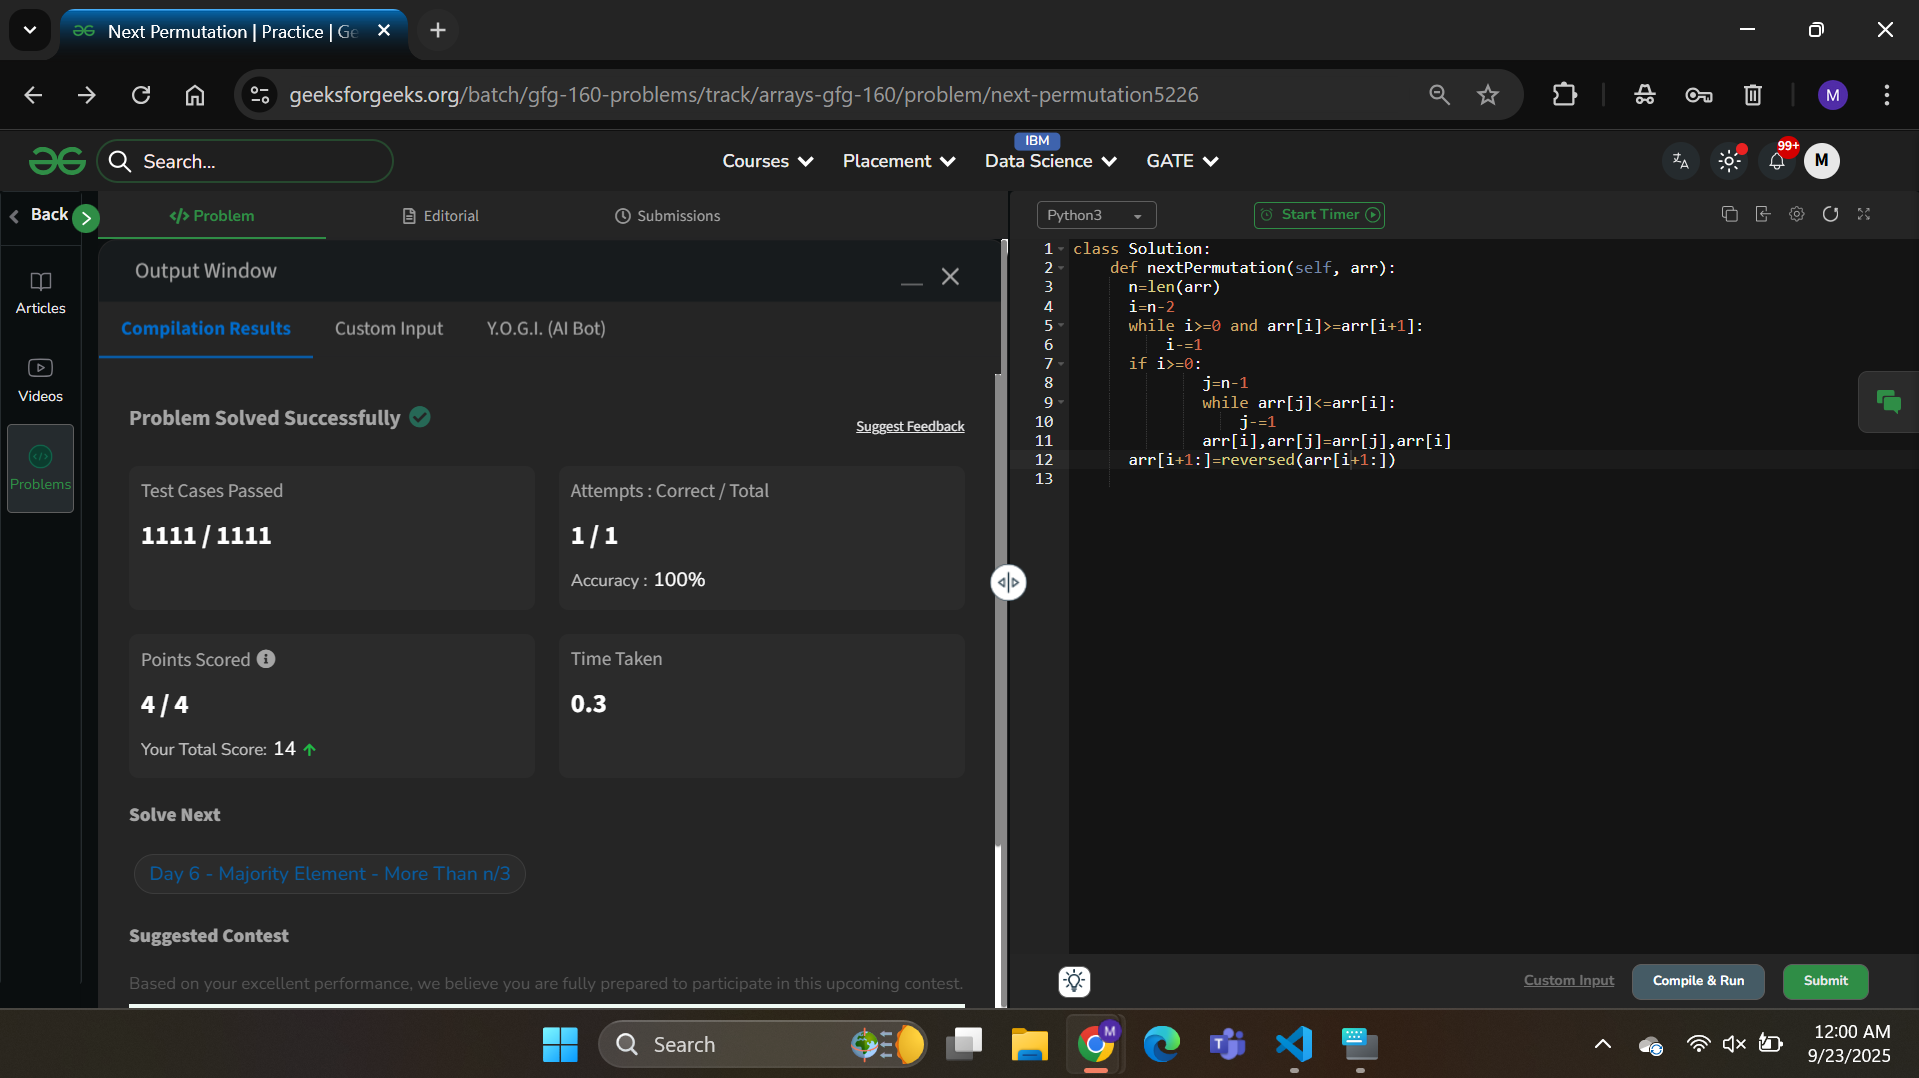 Next Permutation | Practice | Ge
geeksforgeeks.org/batch/gfg-160-problems/track/arrays-gfg-160/problem/next-permutation5226
M
Search...
Courses
Placement
IBM
Data Science
GATE
99+
M
Back
Problem
Editorial
Submissions
Python3
Start Timer
Articles
Videos
Problems
Output Window
Compilation Results
Custom Input
Y.O.G.I. (AI Bot)
Problem Solved Successfully
Suggest Feedback
Test Cases Passed
1111 / 1111
Attempts : Correct / Total
1 / 1
Accuracy : 100%
Points Scored
4 / 4
Your Total Score: 14
Time Taken
0.3
Solve Next
Day 6 - Majority Element - More Than n/3
Suggested Contest
Based on your excellent performance, we believe you are fully prepared to participate in this upcoming contest.
1 class Solution:
2 def nextPermutation(self, arr):
3 n=len(arr)
4 i=n-2
5 while i>=0 and arr[i]>=arr[i+1]:
6 i-=1
7 if i>=0:
8 j=n-1
9 while arr[j]<=arr[i]:
10 j-=1
11 arr[i],arr[j]=arr[j],arr[i]
12 arr[i+1:]=reversed(arr[i+1:])
13
Custom Input
Compile & Run
Submit
Search
M
12:00 AM
9/23/2025